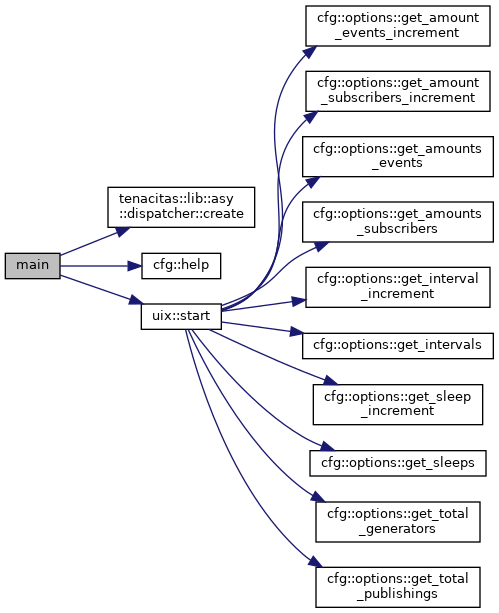 main
tenacitas::lib::asy
::dispatcher::create
cfg::help
uix::start
cfg::options::get_amount
_events_increment
cfg::options::get_amount
_subscribers_increment
cfg::options::get_amounts
_events
cfg::options::get_amounts
_subscribers
cfg::options::get_interval
_increment
cfg::options::get_intervals
cfg::options::get_sleep
_increment
cfg::options::get_sleeps
cfg::options::get_total
_generators
cfg::options::get_total
_publishings